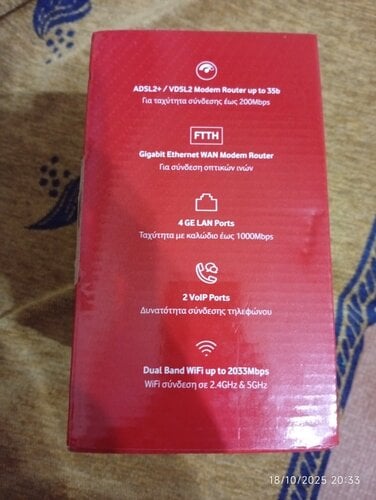 ADSL2+ / VDSL2 Modem Router up to 35b
Για ταχύτητα σύνδεσης έως 200Mbps
FTTH
Gigabit Ethernet WAN Modem Router
Για σύνδεση οπτικών ινών
4 GE LAN Ports
Ταχύτητα με καλώδιο έως 1000Mbps
2 VoIP Ports
Δυνατότητα σύνδεσης τηλεφώνου
Dual Band WiFi up to 2033Mbps
WiFi σύνδεση σε 2.4GHz & 5GHz
18/10/2025 20:33